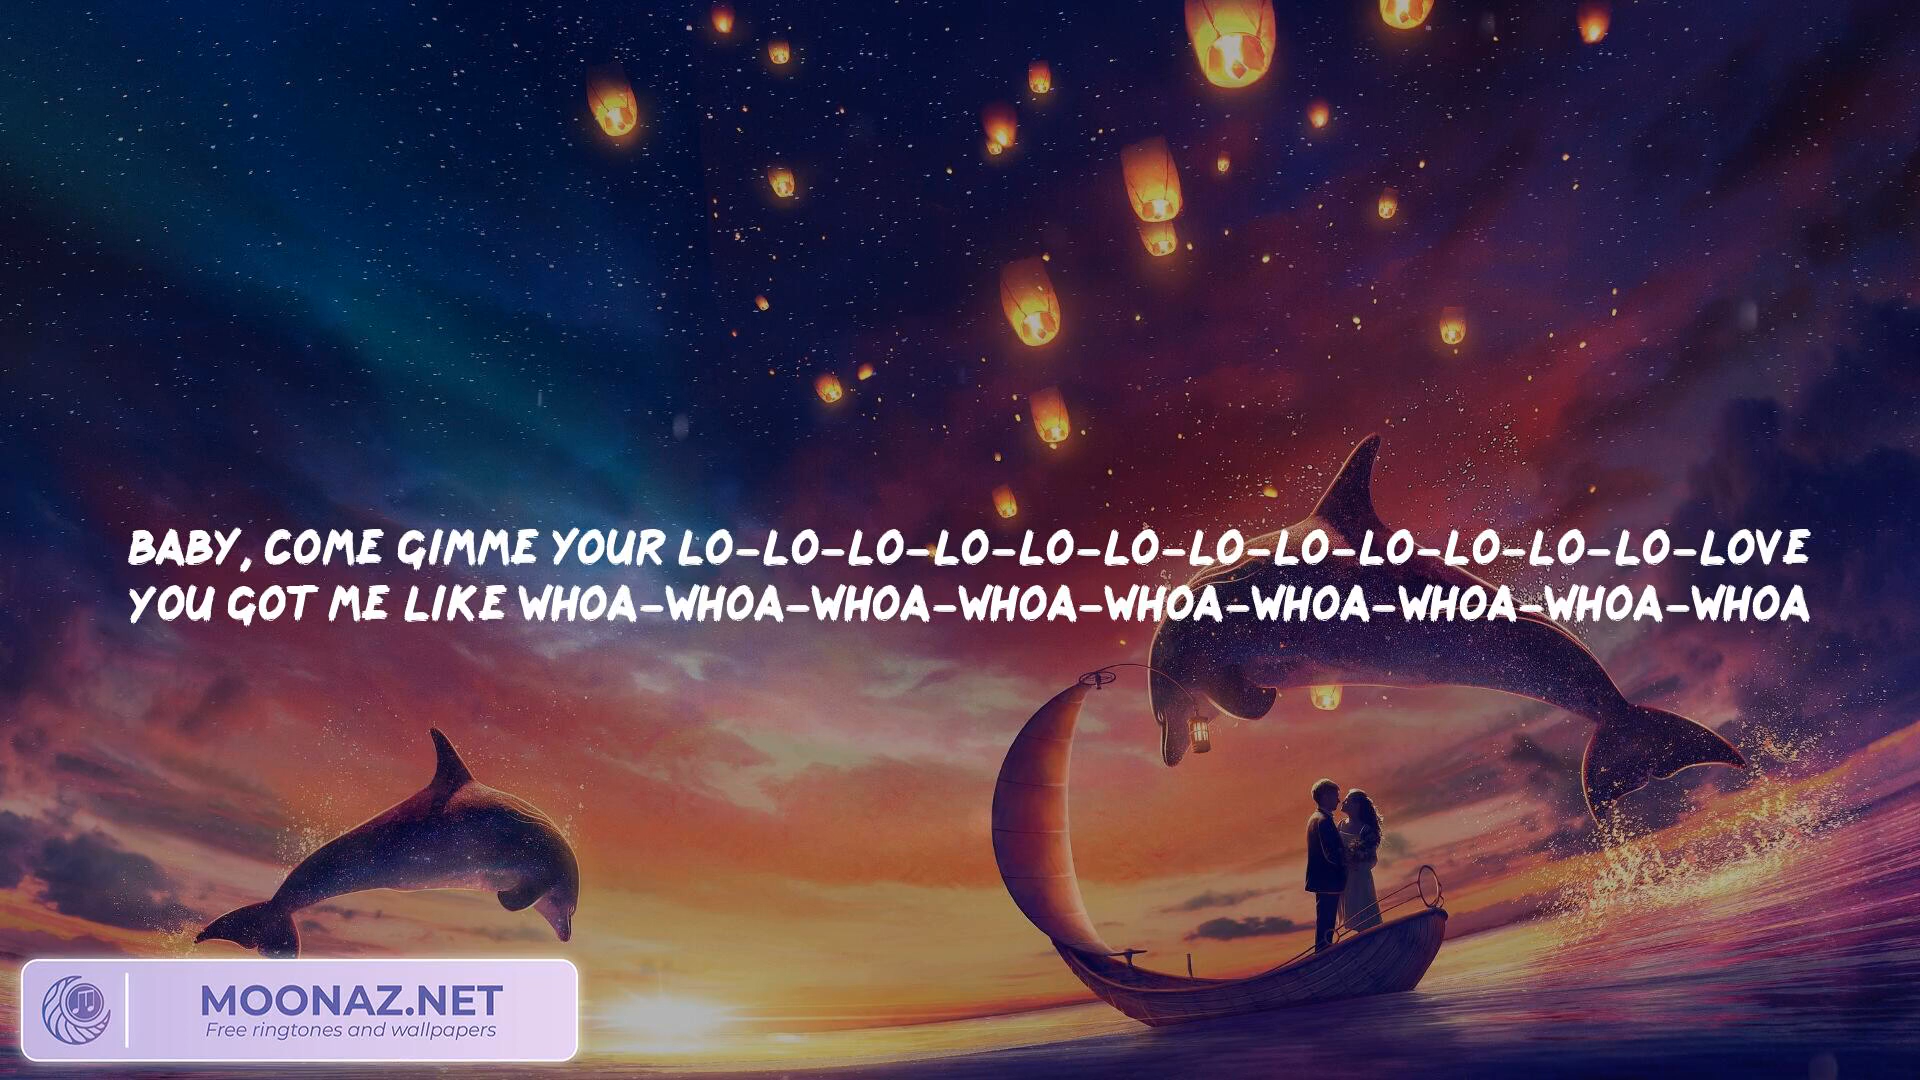 BABY, COME GIMME YOUR LO-LO-LO-LO-LO-LO-LO-LO-LO-LO-LO-LO-LOVE
YOU GOT ME LIKE WHOA-WHOA-WHOA-WHOA-WHOA-WHOA-WHOA-WHOA-WHOA
MOONAZ.NET
Free ringtones and wallpapers